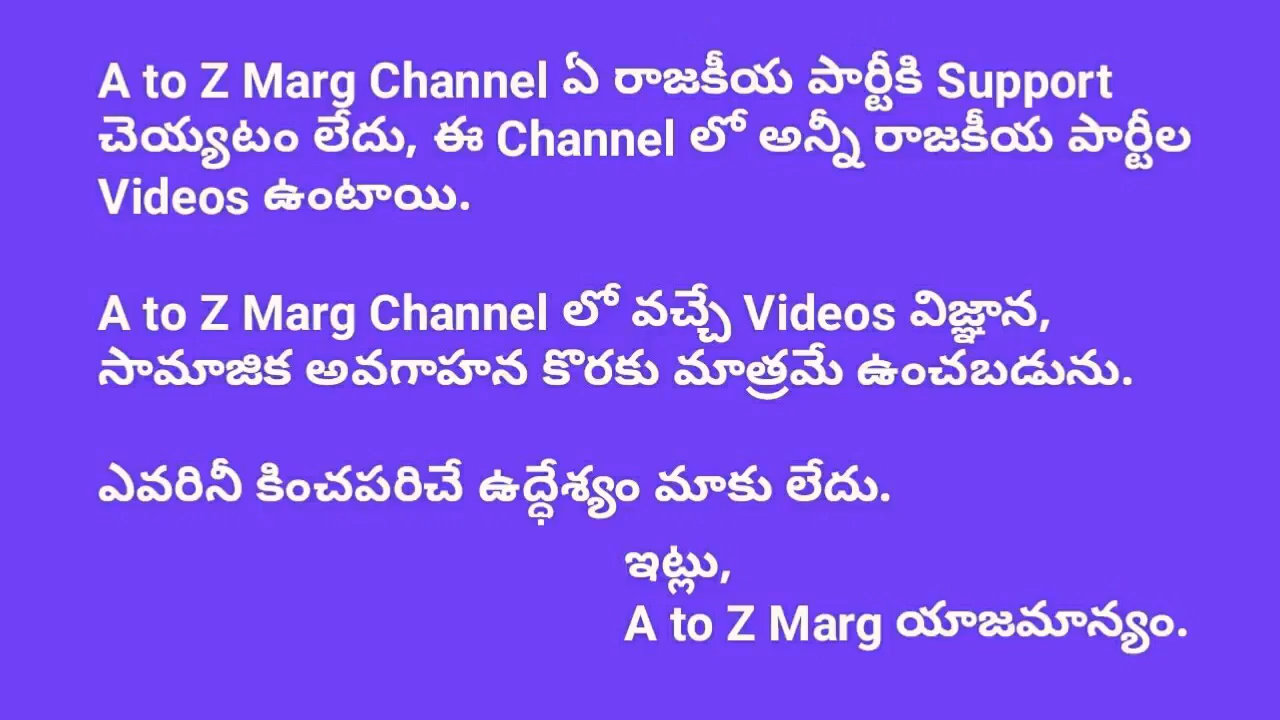 A to Z Marg Channel ఏ రాజకీయ పార్టీకి Support
చెయ్యటం లేదు, ఈ Channel లో అన్నీ రాజకీయ పార్టీల
Videos ఉంటాయి.
A to Z Marg Channel లో వచ్చే Videos విజ్ఞాన,
సామాజిక అవగాహన కొరకు మాత్రమే ఉంచబడును.
ఎవరినీ కించపరిచే ఉద్ధేశ్యం మాకు లేదు.
ఇట్లు,
A to Z Marg యాజమాన్యం.